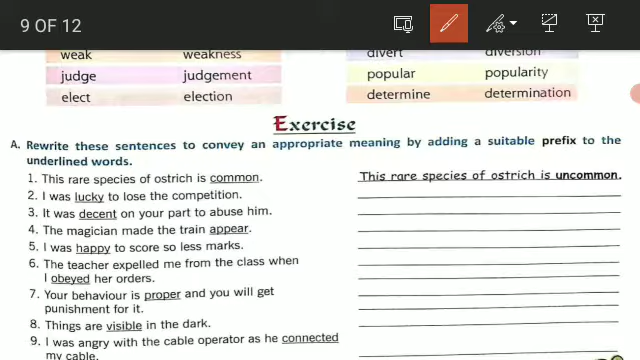 9 OF 12
weak weakness divert diversion
judge judgement popular popularity
elect election determine determination
Exercise
A. Rewrite these sentences to convey an appropriate meaning by adding a suitable prefix to the
underlined words.
1. This rare species of ostrich is common. This rare species of ostrich is uncommon.
2. I was lucky to lose the competition.
3. It was decent on your part to abuse him.
4. The magician made the train appear.
5. I was happy to score so less marks.
6. The teacher expelled me from the class when
I obeyed her orders.
7. Your behaviour is proper and you will get
punishment for it.
8. Things are visible in the dark.
9. I was angry with the cable operator as he connected
my cable.